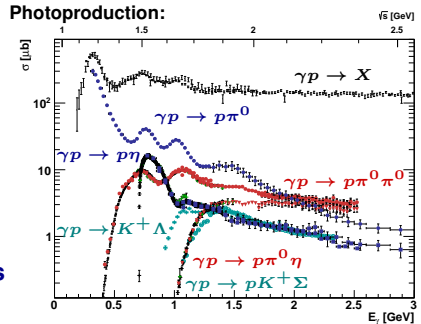 Photoproduction:
√s [GeV]
1 1.5 2 2.5
σ [μb]
γp → X
10²
γp → pπ⁰
γp → pη
γp → pπ⁰π⁰
10
γp → K⁺Λ
1
γp → pπ⁰η
s
γp → pK⁺Σ
0 0.5 1 1.5 2 2.5 3
E_γ [GeV]